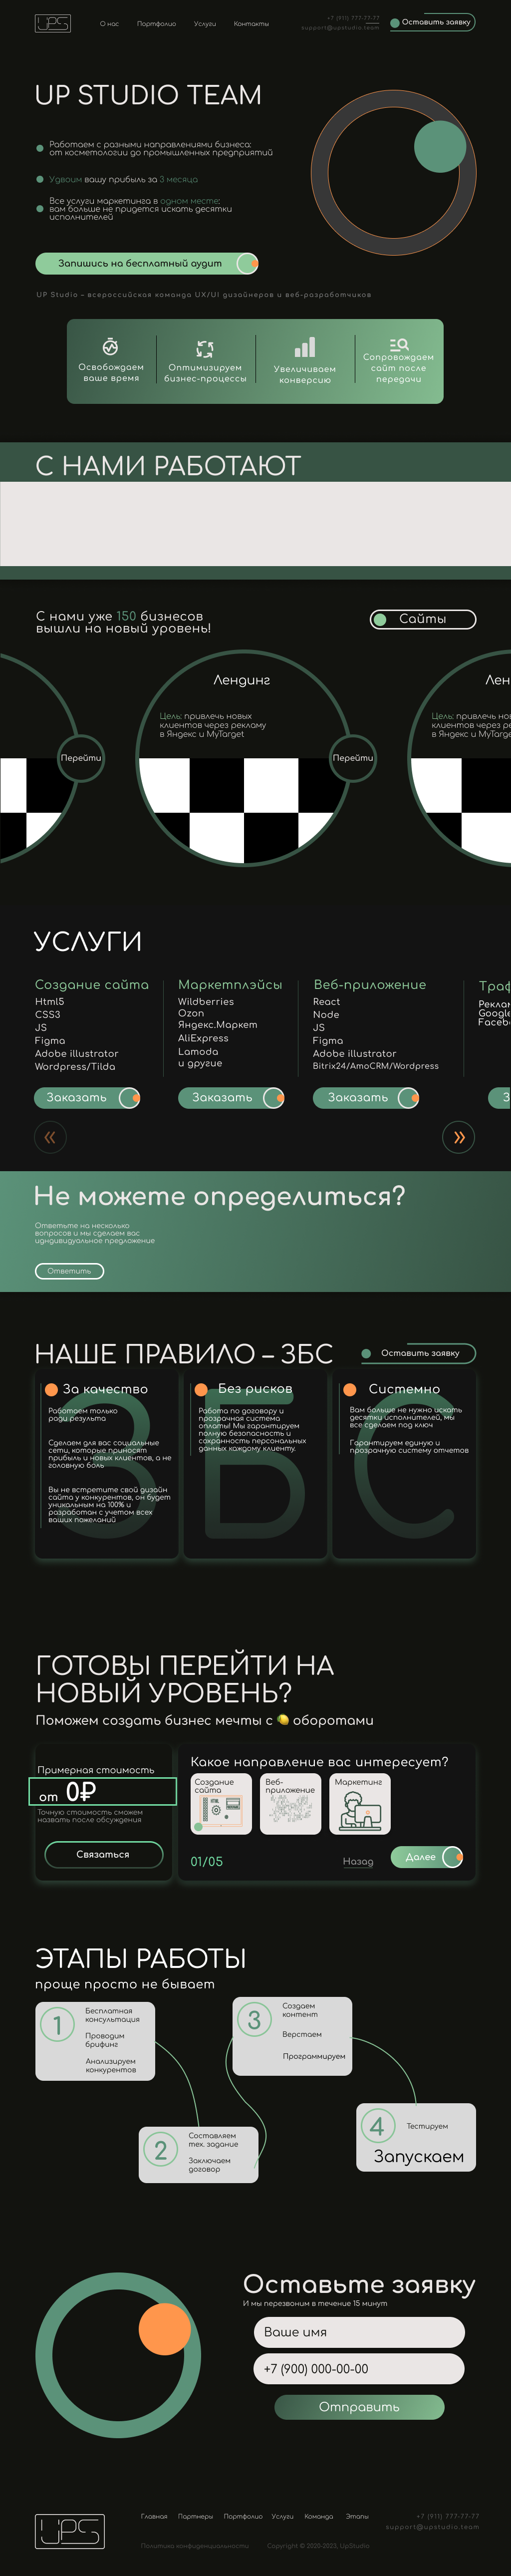 UPS
О нас Портфолио Услуги Контакты
+7 (911) 777-77-77
support@upstudio.team
Оставить заявку
UP STUDIO TEAM
Работаем с разными направлениями бизнеса:
от косметологии до промышленных предприятий
Удвоим вашу прибыль за 3 месяца
Все услуги маркетинга в одном месте:
вам больше не придется искать десятки
исполнителей
Запишись на бесплатный аудит
UP Studio – всероссийская команда UX/UI дизайнеров и веб-разработчиков
Освобождаем
ваше время
Оптимизируем
бизнес-процессы
Увеличиваем
конверсию
Сопровождаем
сайт после
передачи
С НАМИ РАБОТАЮТ
С нами уже 150 бизнесов
вышли на новый уровень!
Сайты
Перейти
Лендинг
Цель: привлечь новых
клиентов через рекламу
в Яндекс и MyTarget
Перейти
Лен
Цель: привлечь нов
клиентов через ре
в Яндекс и MyTarge
УСЛУГИ
Создание сайта
Html5
CSS3
JS
Figma
Adobe illustrator
Wordpress/Tilda
Заказать
Маркетплэйсы
Wildberries
Ozon
Яндекс.Маркет
AliExpress
Lamoda
и другие
Заказать
Веб-приложение
React
Node
JS
Figma
Adobe illustrator
Bitrix24/AmoCRM/Wordpress
Заказать
Траф
Реклам
Google
Facebo
З
Не можете определиться?
Ответьте на несколько
вопросов и мы сделаем вас
идндивидуальное предложение
Ответить
НАШЕ ПРАВИЛО – ЗБС
Оставить заявку
За качество
Работаем только
ради результа
Сделаем для вас социальные
сети, которые приносят
прибыль и новых клиентов, а не
головную боль
Вы не встретите свой дизайн
сайта у конкурентов, он будет
уникальным на 100% и
разработан с учетом всех
ваших пожеланий
З
Без рисков
Работа по договору и
прозрачная система
оплаты! Мы гарантируем
полную безопасность и
сохранность персональных
данных каждому клиенту.
Б
Системно
Вам больше не нужно искать
десятки исполнителей, мы
все сделаем под ключ
Гарантируем единую и
прозрачную систему отчетов
С
ГОТОВЫ ПЕРЕЙТИ НА
НОВЫЙ УРОВЕНЬ?
Поможем создать бизнес мечты с 🍋 оборотами
Примерная стоимость
от 0₽
Точную стоимость сможем
назвать после обсуждения
Связаться
Какое направление вас интересует?
Создание
сайта
Веб-
приложение
Маркетинг
01/05
Назад
Далее
ЭТАПЫ РАБОТЫ
проще просто не бывает
1
Бесплатная
консультация
Проводим
брифинг
Анализируем
конкурентов
2
Составляем
тех. задание
Заключаем
договор
3
Создаем
контент
Верстаем
Программируем
4
Тестируем
Запускаем
Оставьте заявку
И мы перезвоним в течение 15 минут
Ваше имя
+7 (900) 000-00-00
Отправить
UPS
Главная Партнеры Портфолио Услуги Команда Этапы
+7 (911) 777-77-77
support@upstudio.team
Политика конфиденциальности Copyright © 2020-2023, UpStudio